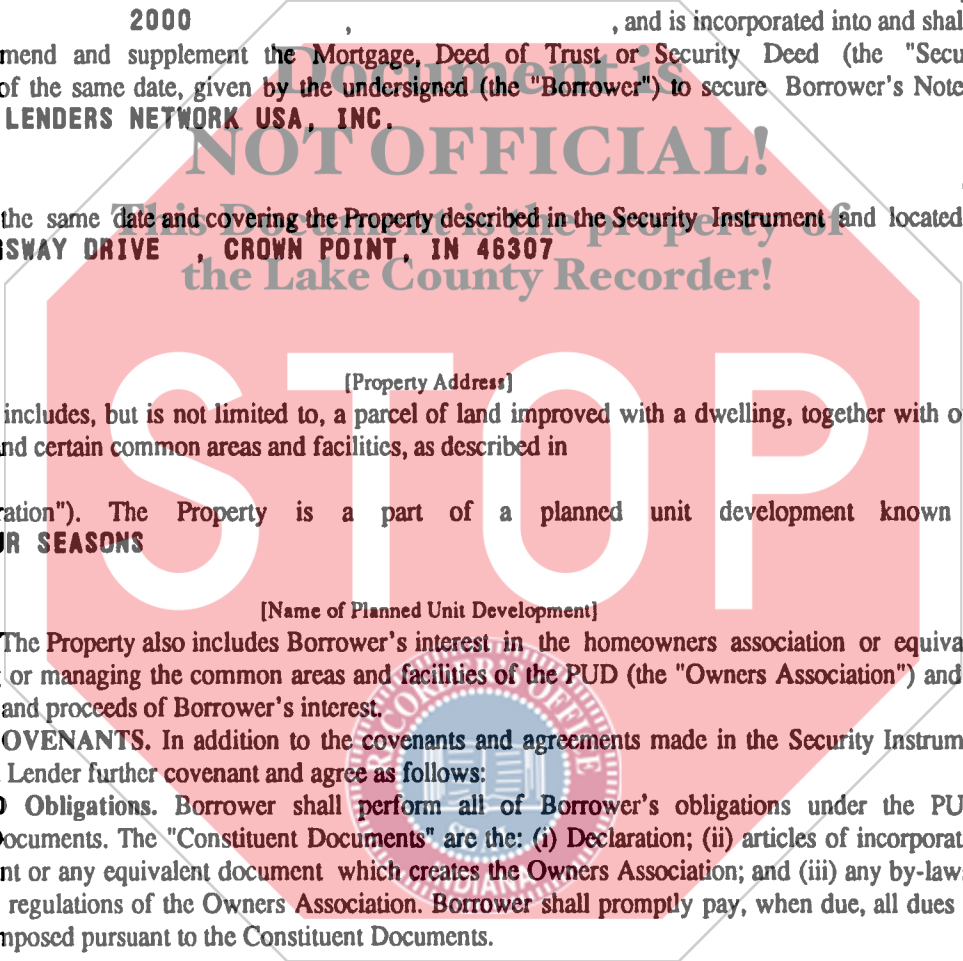 2000 , , and is incorporated into and shal
mend and supplement the Mortgage, Deed of Trust or Security Deed (the "Secu
Document is
of the same date, given by the undersigned (the "Borrower") to secure Borrower's Note
LENDERS NETWORK USA, INC.
NOT OFFICIAL!
the same date and covering the Property described in the Security Instrument and located
This Document is the property of
SWAY DRIVE , CROWN POINT, IN 46307
the Lake County Recorder!
[Property Address]
includes, but is not limited to, a parcel of land improved with a dwelling, together with o
nd certain common areas and facilities, as described in
STOP
ration"). The Property is a part of a planned unit development known
UR SEASONS
[Name of Planned Unit Development]
The Property also includes Borrower's interest in the homeowners association or equiva
or managing the common areas and facilities of the PUD (the "Owners Association") and
and proceeds of Borrower's interest.
OVENANTS. In addition to the covenants and agreements made in the Security Instrum
Lender further covenant and agree as follows:
Obligations. Borrower shall perform all of Borrower's obligations under the PU
ocuments. The "Constituent Documents" are the: (i) Declaration; (ii) articles of incorporat
nt or any equivalent document which creates the Owners Association; and (iii) any by-law
regulations of the Owners Association. Borrower shall promptly pay, when due, all dues
mposed pursuant to the Constituent Documents.
RECORDER'S OFFICE
INDIANA